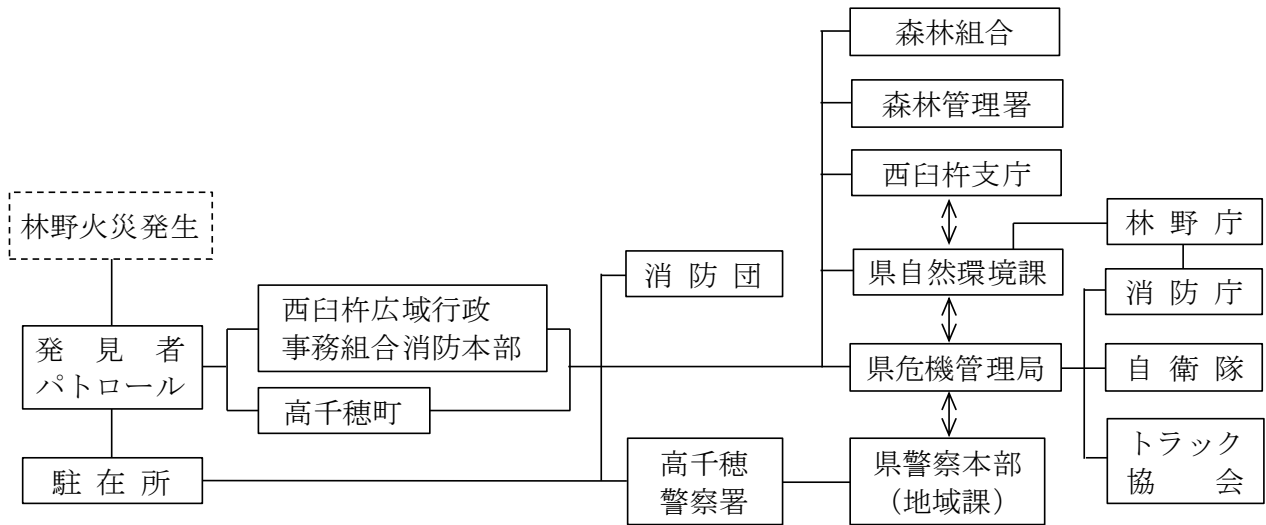 森林組合
森林管理署
西臼杵支庁
林野火災発生
林 野 庁
消 防 団
県自然環境課
消 防 庁
西臼杵広域行政
事務組合消防本部
発 見 者
パトロール
県危機管理局
自 衛 隊
高千穂町
高千穂
警察署
県警察本部
（地域課）
トラック
協 会
駐 在 所